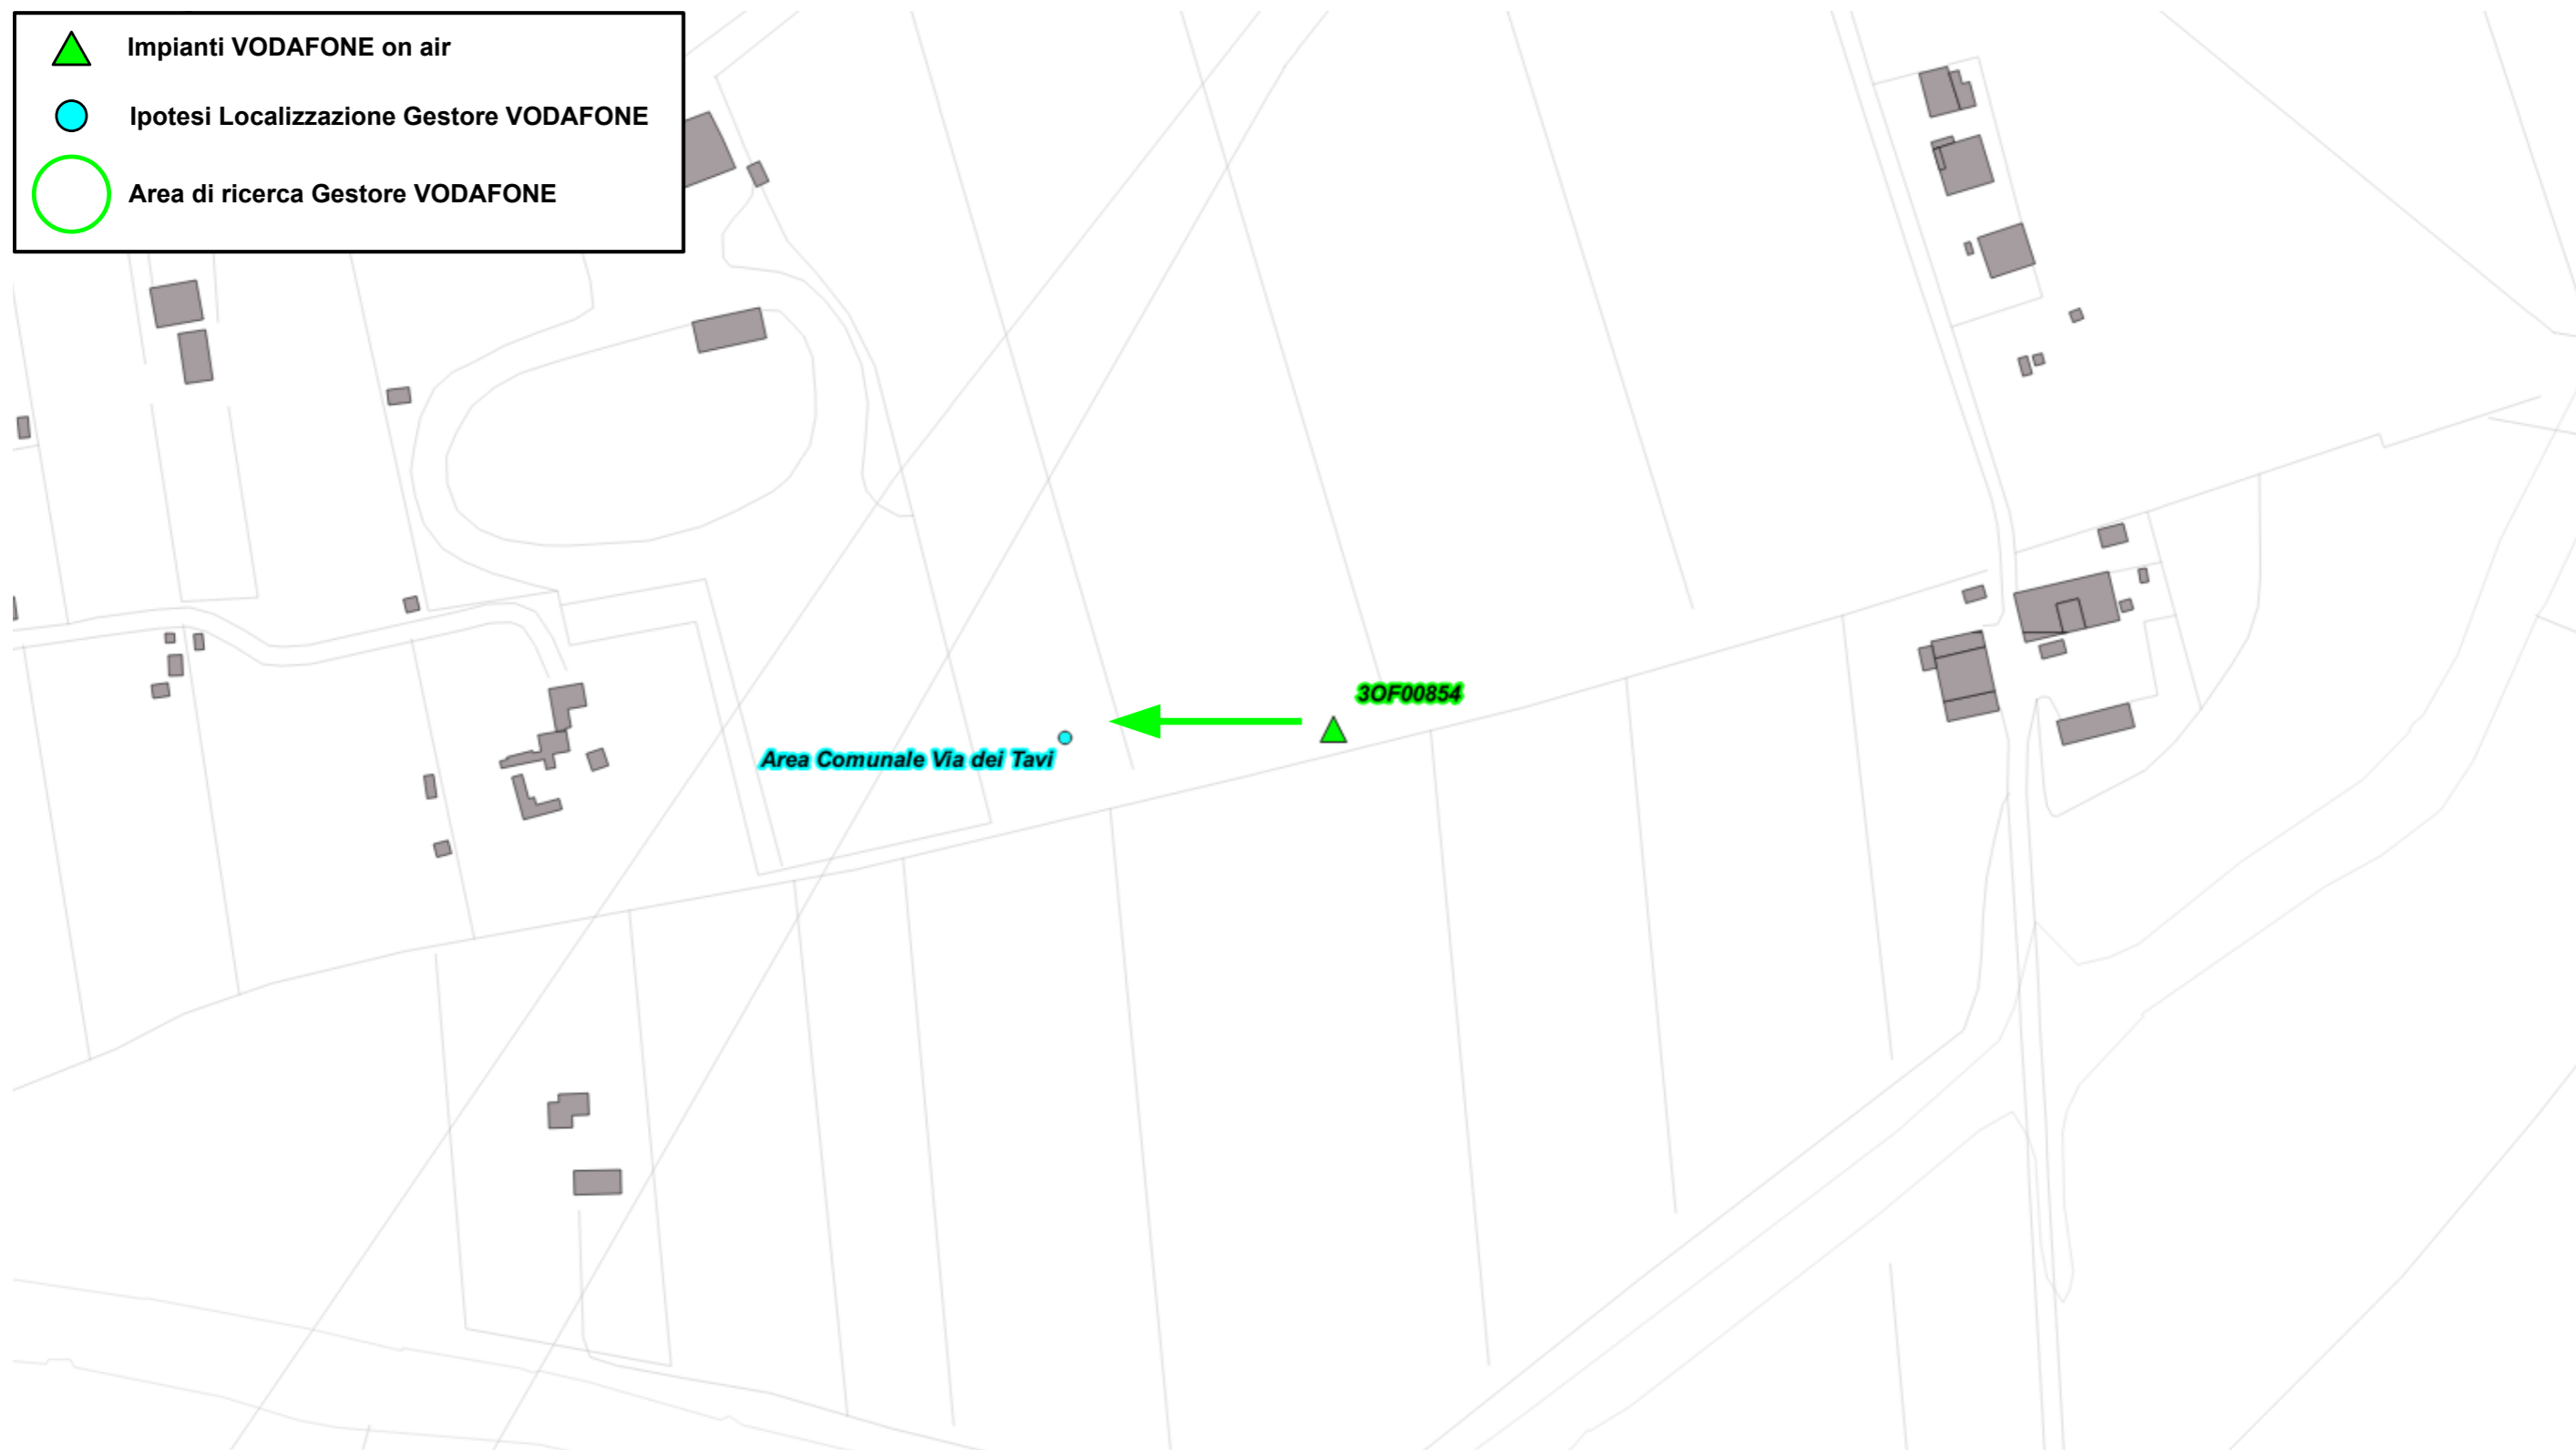 Impianti VODAFONE on air
Ipotesi Localizzazione Gestore VODAFONE
Area di ricerca Gestore VODAFONE
3OF00854
Area Comunale Via dei Tavi